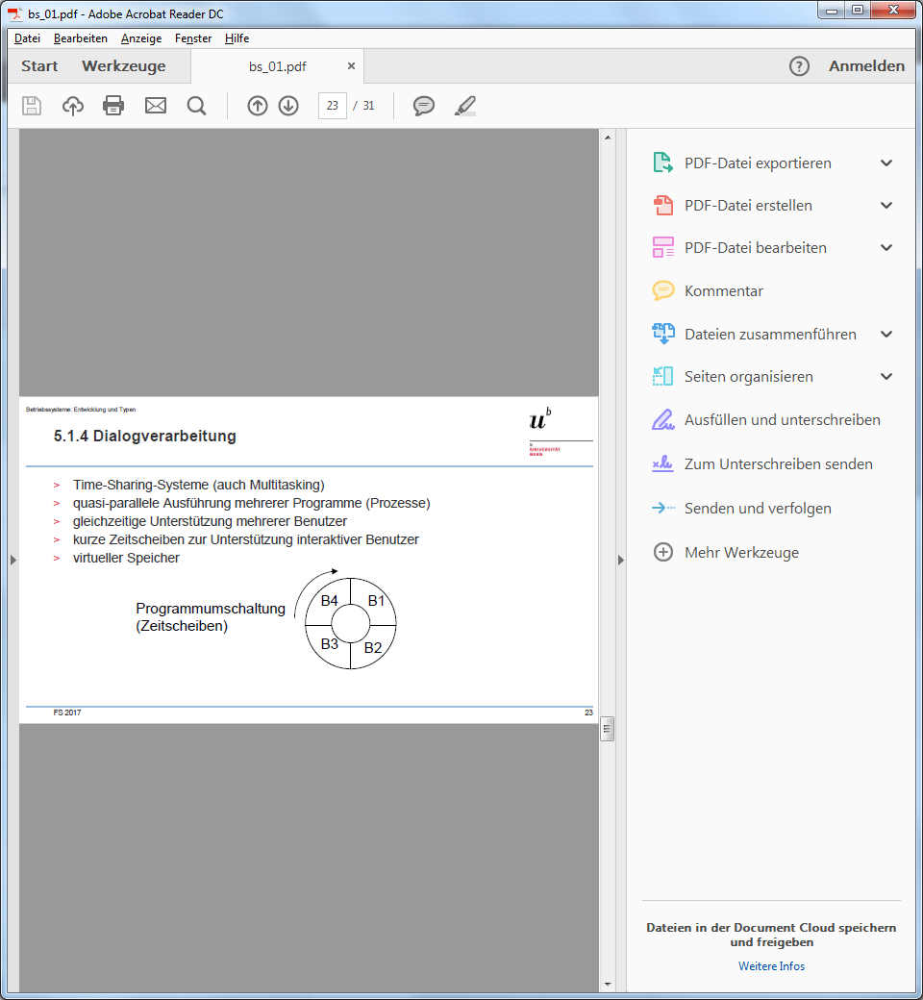 bs_01.pdf - Adobe Acrobat Reader DC
Datei Bearbeiten Anzeige Fenster Hilfe
Start Werkzeuge bs_01.pdf × ? Anmelden
23 / 31
Betriebssysteme: Entwicklung und Typen
u b
5.1.4 Dialogverarbeitung
b
UNIVERSITÄT
BERN
> Time-Sharing-Systeme (auch Multitasking)
> quasi-parallele Ausführung mehrerer Programme (Prozesse)
> gleichzeitige Unterstützung mehrerer Benutzer
> kurze Zeitscheiben zur Unterstützung interaktiver Benutzer
> virtueller Speicher
Programmumschaltung
(Zeitscheiben)
B4 B1
B3 B2
FS 2017 23
PDF-Datei exportieren
PDF-Datei erstellen
PDF-Datei bearbeiten
Kommentar
Dateien zusammenführen
Seiten organisieren
Ausfüllen und unterschreiben
Zum Unterschreiben senden
Senden und verfolgen
Mehr Werkzeuge
Dateien in der Document Cloud speichern
und freigeben
Weitere Infos